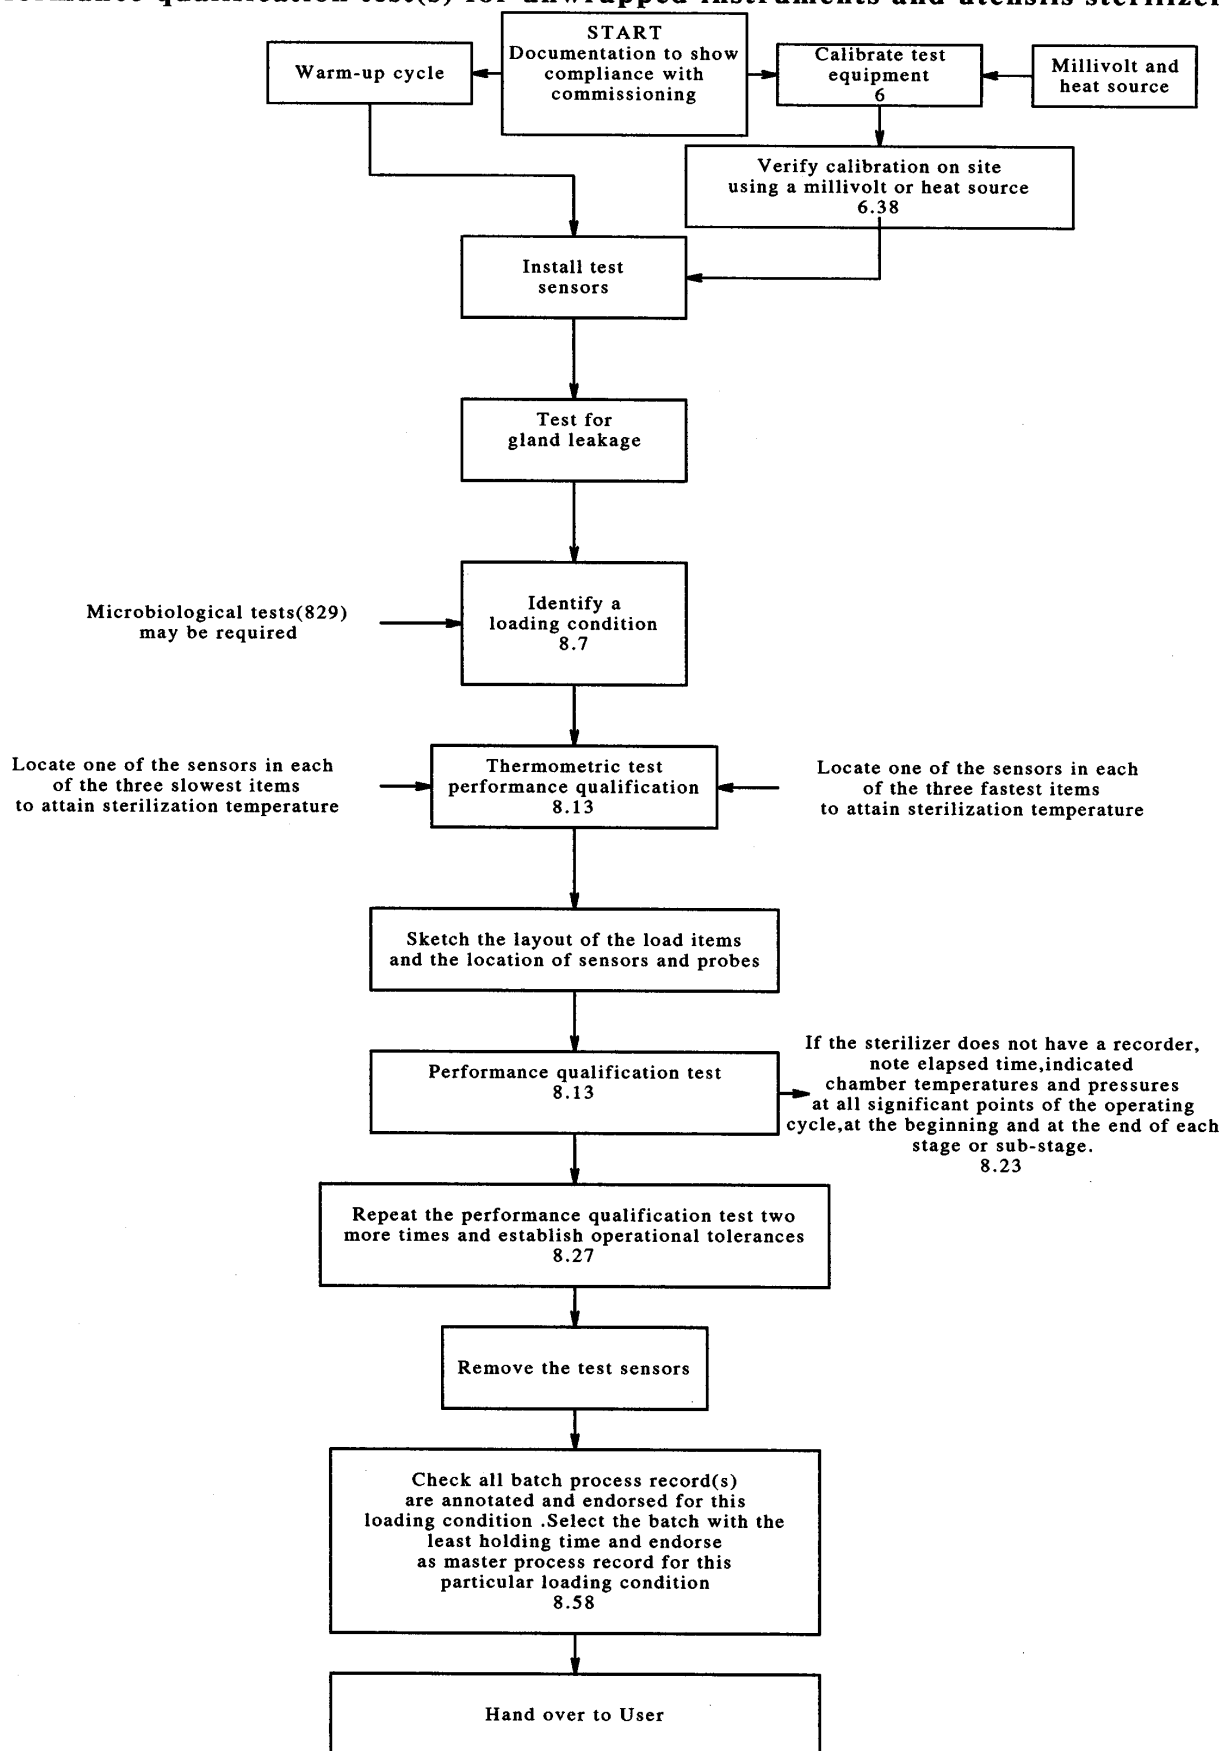 formance qualification test(s) for unwrapped instruments and utensils sterilizer
START
Documentation to show
compliance with
commissioning
Warm-up cycle
Calibrate test
equipment
6
Millivolt and
heat source
Verify calibration on site
using a millivolt or heat source
6.38
Install test
sensors
Test for
gland leakage
Microbiological tests(829)
may be required
Identify a
loading condition
8.7
Locate one of the sensors in each
of the three slowest items
to attain sterilization temperature
Thermometric test
performance qualification
8.13
Locate one of the sensors in each
of the three fastest items
to attain sterilization temperature
Sketch the layout of the load items
and the location of sensors and probes
Performance qualification test
8.13
If the sterilizer does not have a recorder,
note elapsed time,indicated
chamber temperatures and pressures
at all significant points of the operating
cycle,at the beginning and at the end of each
stage or sub-stage.
8.23
Repeat the performance qualification test two
more times and establish operational tolerances
8.27
Remove the test sensors
Check all batch process record(s)
are annotated and endorsed for this
loading condition .Select the batch with the
least holding time and endorse
as master process record for this
particular loading condition
8.58
Hand over to User